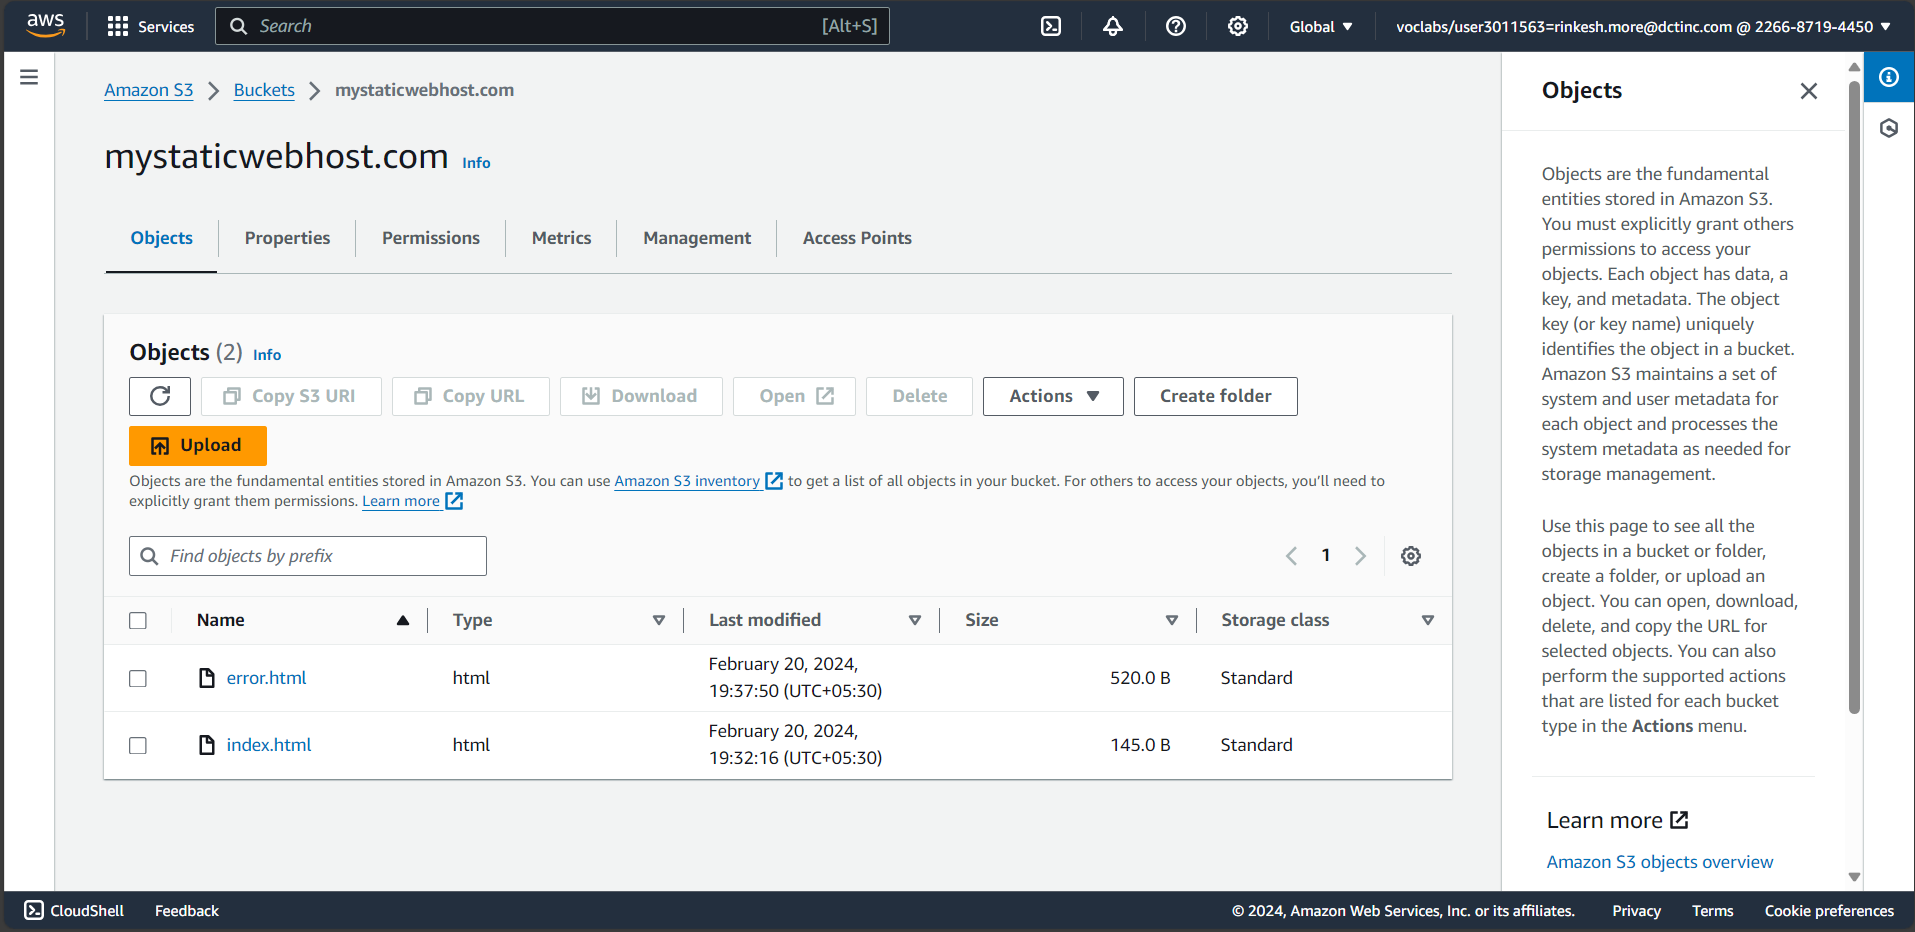 aws
Services
Search [Alt+S]
Global
voclabs/user3011563=rinkesh.more@dctinc.com @ 2266-8719-4450
Amazon S3
Buckets
mystaticwebhost.com
mystaticwebhost.com Info
Objects
Properties
Permissions
Metrics
Management
Access Points
Objects (2) Info
Copy S3 URI
Copy URL
Download
Open
Delete
Actions
Create folder
Upload
Objects are the fundamental entities stored in Amazon S3. You can use Amazon S3 inventory to get a list of all objects in your bucket. For others to access your objects, you'll need to
explicitly grant them permissions. Learn more
Find objects by prefix
1
Name
Type
Last modified
Size
Storage class
error.html
html
February 20, 2024,
19:37:50 (UTC+05:30)
520.0 B
Standard
index.html
html
February 20, 2024,
19:32:16 (UTC+05:30)
145.0 B
Standard
Objects
Objects are the fundamental
entities stored in Amazon S3.
You must explicitly grant others
permissions to access your
objects. Each object has data, a
key, and metadata. The object
key (or key name) uniquely
identifies the object in a bucket.
Amazon S3 maintains a set of
system and user metadata for
each object and processes the
system metadata as needed for
storage management.
Use this page to see all the
objects in a bucket or folder,
create a folder, or upload an
object. You can open, download,
delete, and copy the URL for
selected objects. You can also
perform the supported actions
that are listed for each bucket
type in the Actions menu.
Learn more
Amazon S3 objects overview
CloudShell
Feedback
© 2024, Amazon Web Services, Inc. or its affiliates.
Privacy
Terms
Cookie preferences